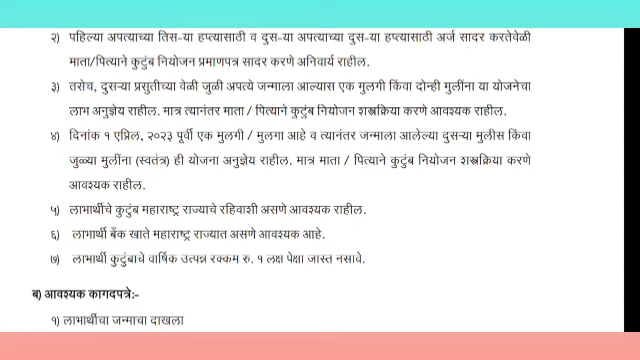 २) पहिल्या अपत्याच्या तिस-या हप्त्यासाठी व दुस-या अपत्याच्या दुस-या हप्त्यासाठी अर्ज सादर करतेवेळी
माता/पित्याने कुटुंब नियोजन प्रमाणपत्र सादर करणे अनिवार्य राहील.
३) तसेच, दुसऱ्या प्रसुतीच्या वेळी जुळी अपत्ये जन्माला आल्यास एक मुलगी किंवा दोन्ही मुलींना या योजनेचा
लाभ अनुज्ञेय राहील. मात्र त्यानंतर माता / पित्याने कुटुंब नियोजन शस्त्रक्रिया करणे आवश्यक राहील.
४) दिनांक १ एप्रिल, २०२३ पूर्वी एक मुलगी / मुलगा आहे व त्यानंतर जन्माला आलेल्या दुसऱ्या मुलीस किंवा
जुळ्या मुलींना (स्वतंत्र) ही योजना अनुज्ञेय राहील. मात्र माता / पित्याने कुटुंब नियोजन शस्त्रक्रिया करणे
आवश्यक राहील.
५) लाभार्थीचे कुटुंब महाराष्ट्र राज्याचे रहिवाशी असणे आवश्यक राहील.
६) लाभार्थी बँक खाते महाराष्ट्र राज्यात असणे आवश्यक आहे.
७) लाभार्थी कुटुंबाचे वार्षिक उत्पन्न रक्कम रु. १ लक्ष पेक्षा जास्त नसावे.
ब) आवश्यक कागदपत्रे:-
१) लाभार्थीचा जन्माचा दाखला